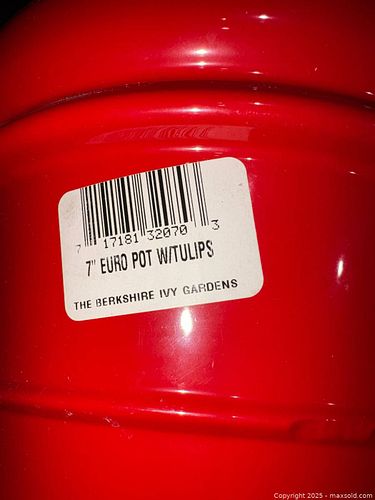 7 17181 32070 3
7" EURO POT W/TULIPS
THE BERKSHIRE IVY GARDENS
Copyright 2025 - maxsold.com